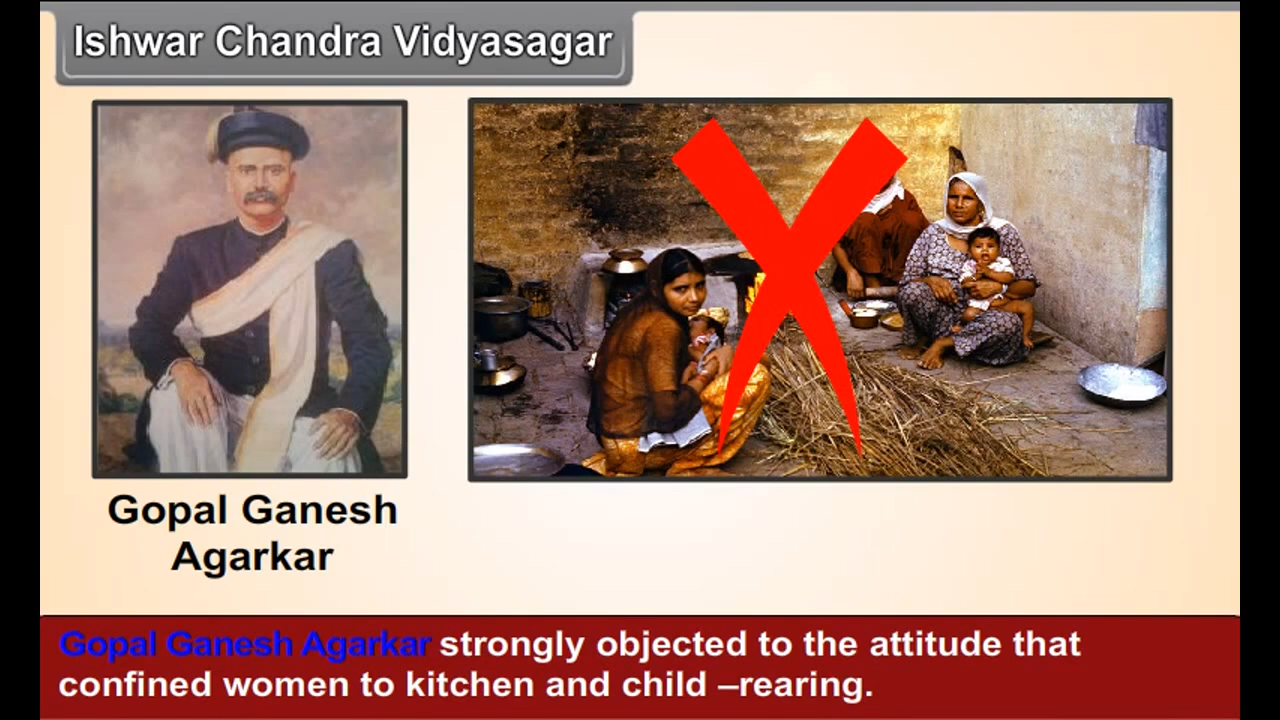 Ishwar Chandra Vidyasagar
Gopal Ganesh
Agarkar
Gopal Ganesh Agarkar strongly objected to the attitude that
confined women to kitchen and child –rearing.